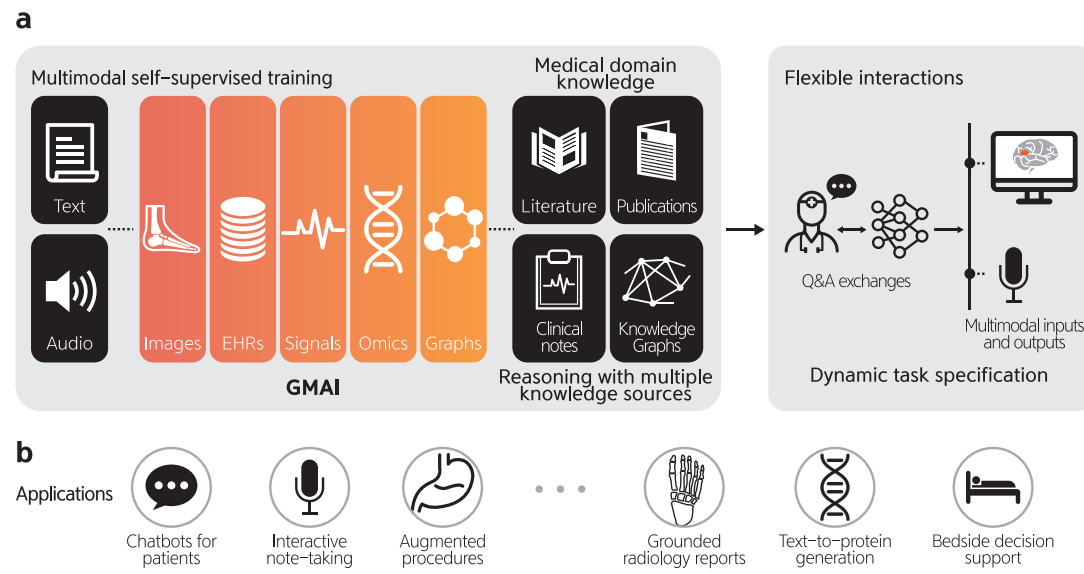 a
Multimodal self-supervised training
Text
Audio
Images
EHRs
Signals
Omics
Graphs
GMAI
Medical domain
knowledge
Literature
Publications
Clinical
notes
Knowledge
Graphs
Reasoning with multiple
knowledge sources
Flexible interactions
Q&A exchanges
Multimodal inputs
and outputs
Dynamic task specification
b
Applications
Chatbots for
patients
Interactive
note-taking
Augmented
procedures
Grounded
radiology reports
Text-to-protein
generation
Bedside decision
support